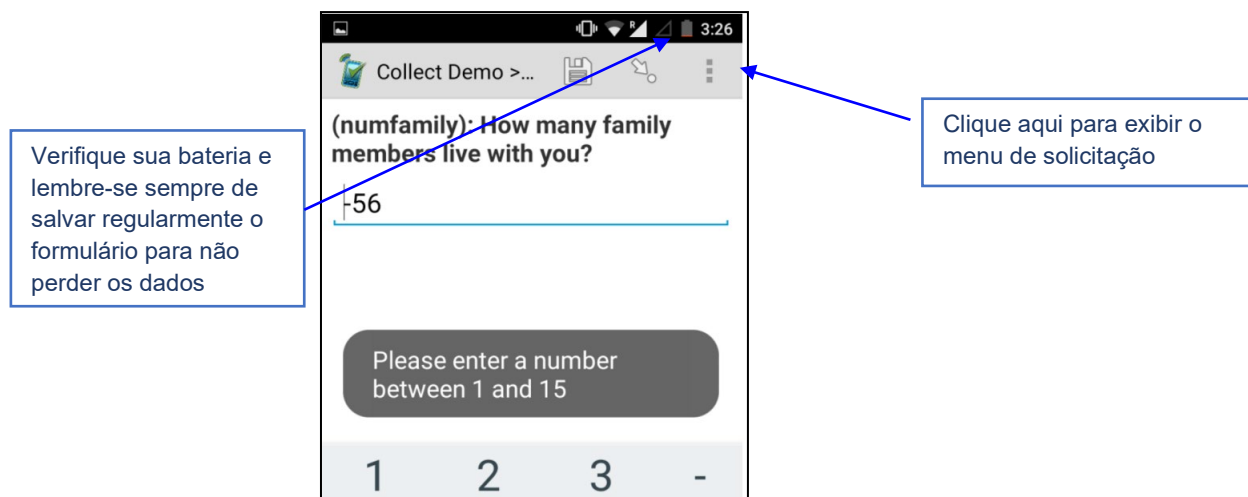 R 3:26
Collect Demo >...
(numfamily): How many family
members live with you?
-56
Please enter a number
between 1 and 15
1 2 3 -
Verifique sua bateria e
lembre-se sempre de
salvar regularmente o
formulário para não
perder os dados
Clique aqui para exibir o
menu de solicitação